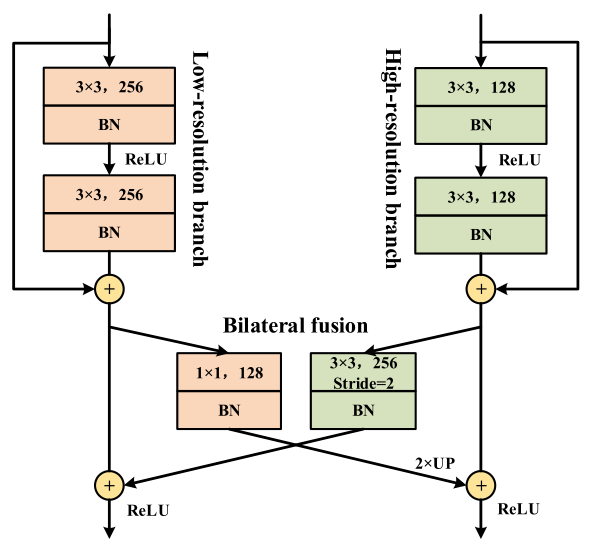 3×3, 256
BN
ReLU
3×3, 256
BN
+
Low-resolution branch
High-resolution branch
3×3, 128
BN
ReLU
3×3, 128
BN
+
Bilateral fusion
1×1, 128
BN
3×3, 256
Stride=2
BN
2×UP
+
ReLU
+
ReLU